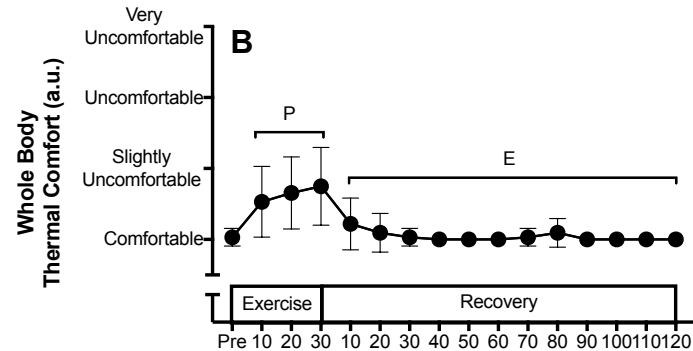 Very
Uncomfortable
B
Uncomfortable
P
Slightly
Uncomfortable
E
Comfortable
Whole Body
Thermal Comfort (a.u.)
Exercise
Recovery
Pre 10 20 30 10 20 30 40 50 60 70 80 90 100 110 120